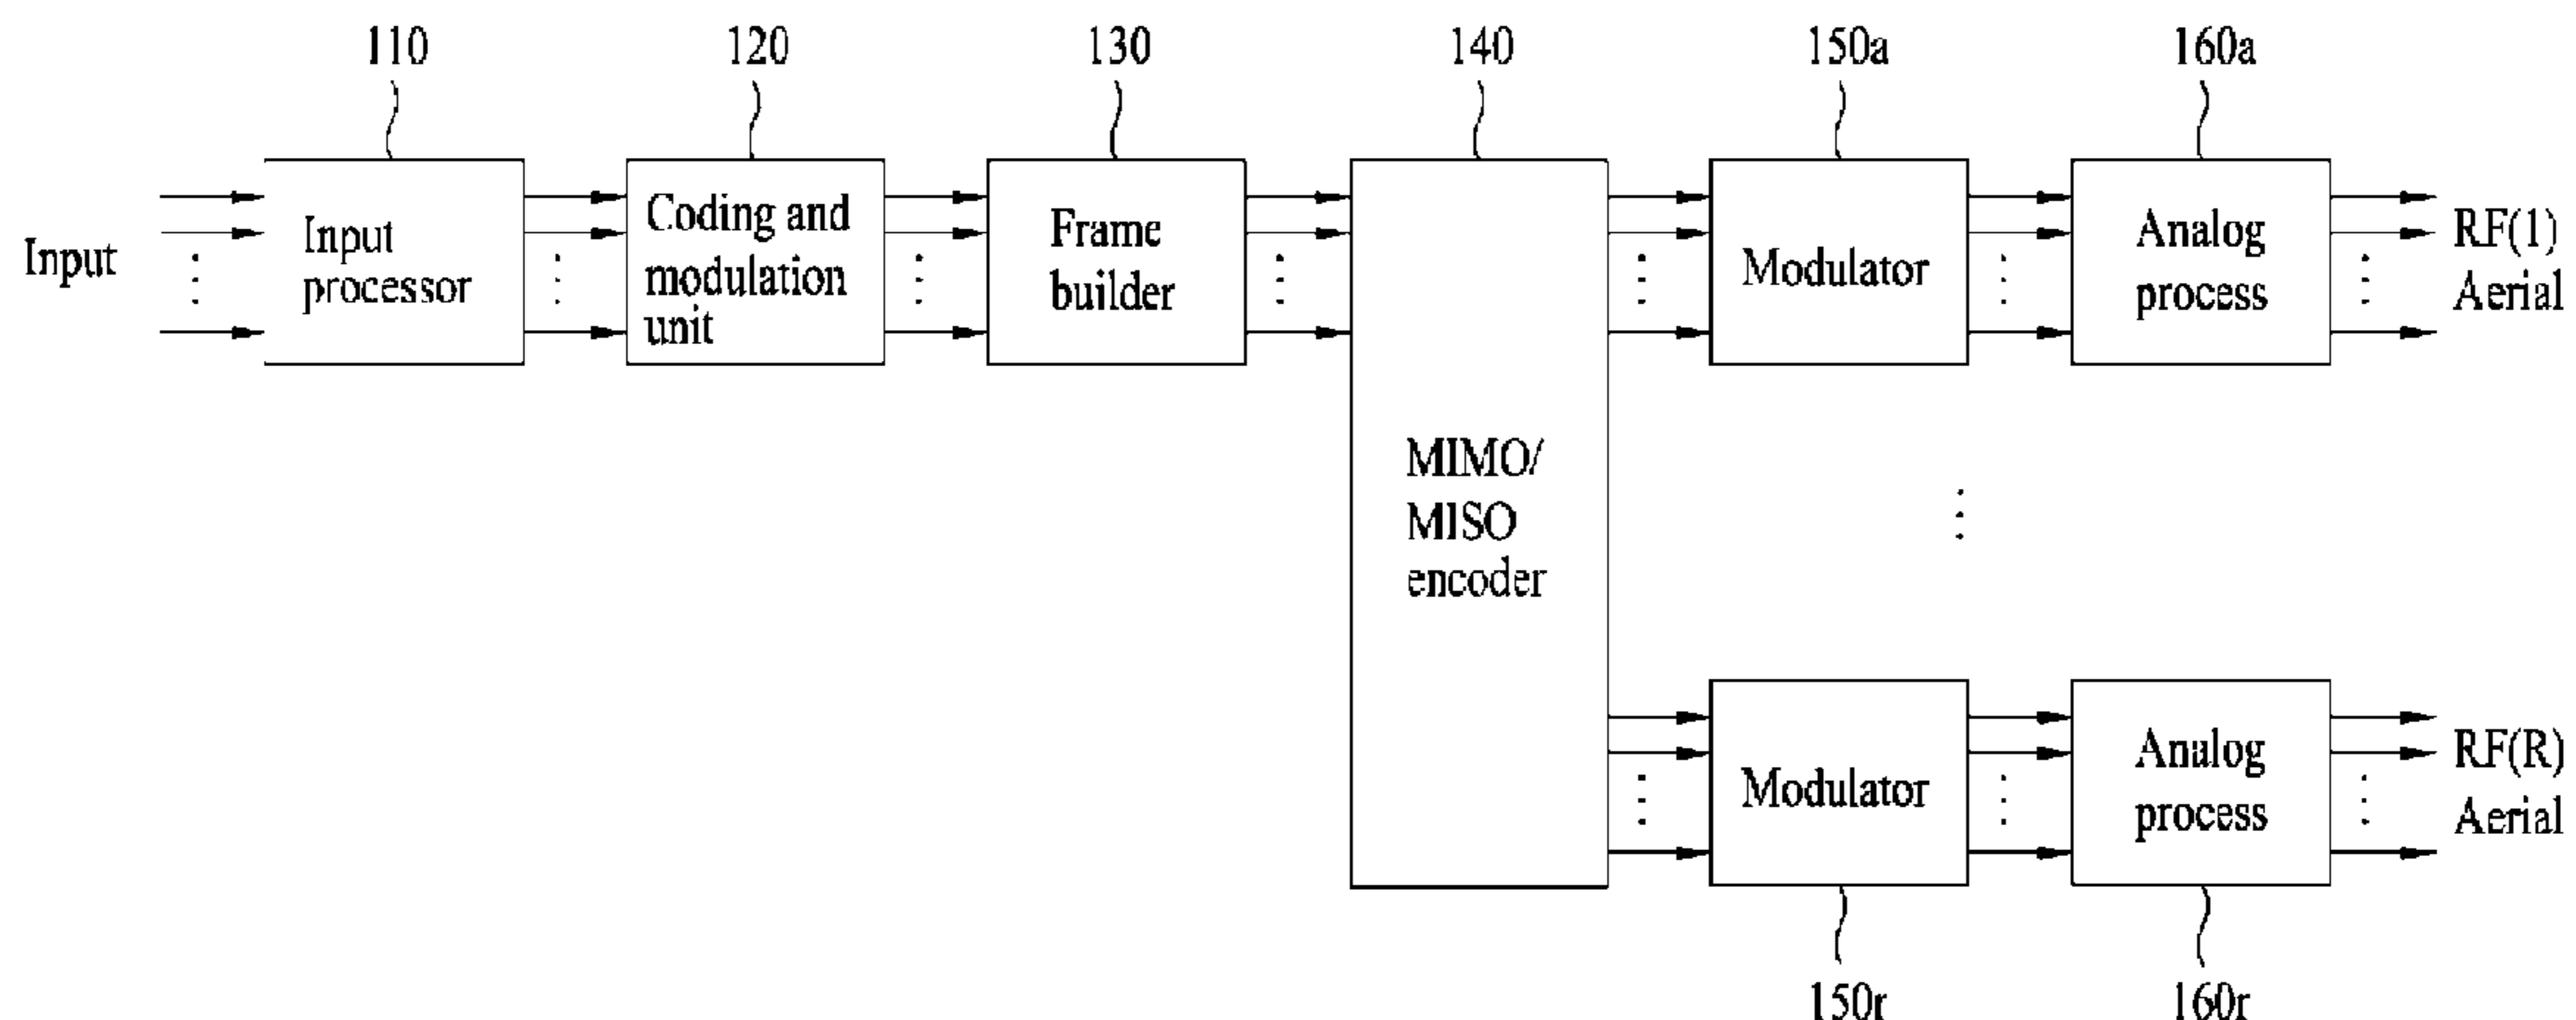 110
120
130
140
150a
160a
Input
Input
processor
Coding and
modulation
unit
Frame
builder
MIMO/
MISO
encoder
Modulator
Analog
process
RF(1)
Aerial
Modulator
Analog
process
RF(R)
Aerial
150r
160r